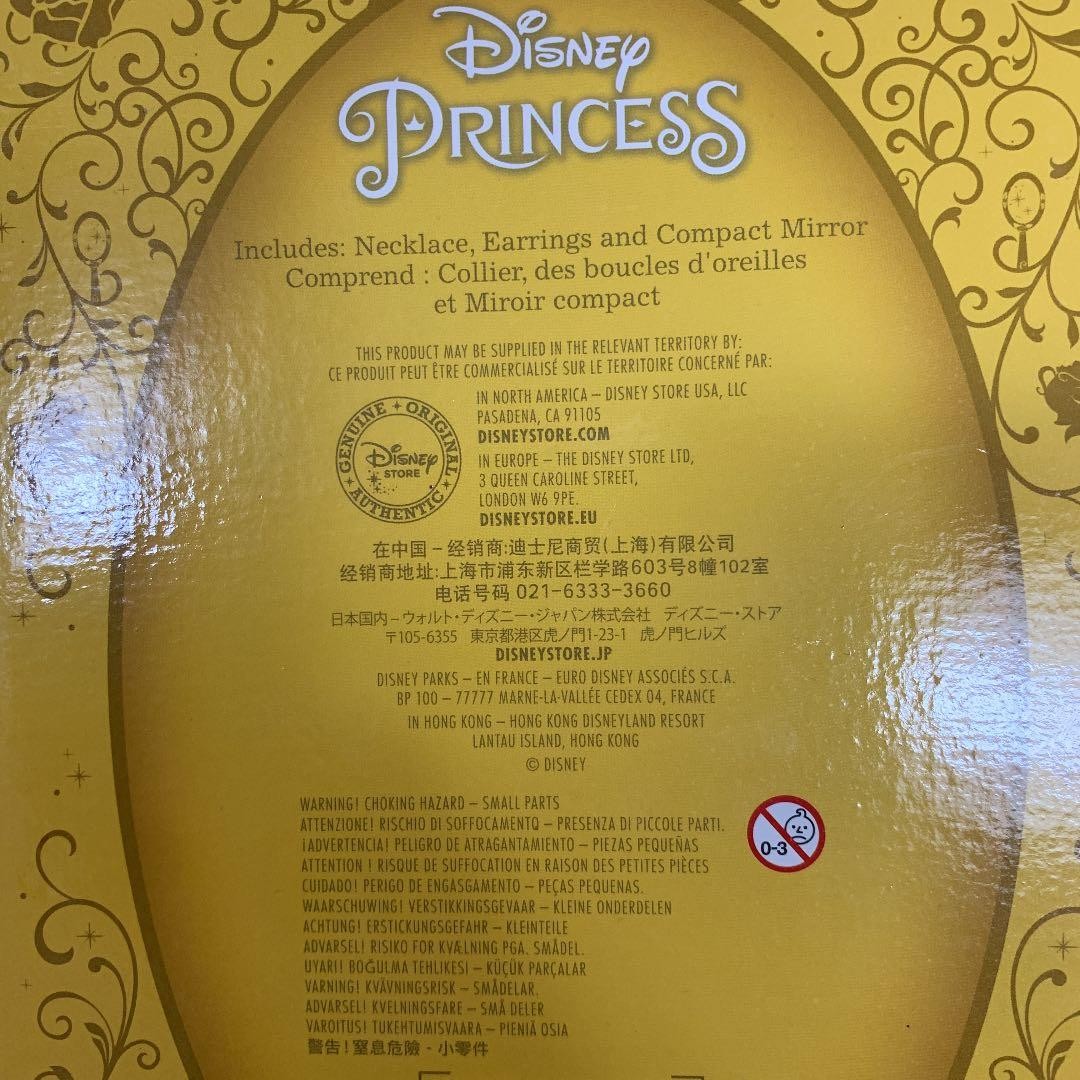 Disney
PRINCESS
Includes: Necklace, Earrings and Compact Mirror
Comprend : Collier, des boucles d'oreilles
et Miroir compact
THIS PRODUCT MAY BE SUPPLIED IN THE RELEVANT TERRITORY BY:
CE PRODUIT PEUT ÊTRE COMMERCIALISÉ SUR LE TERRITOIRE CONCERNÉ PAR:
GENUINE ORIGINAL
Disney
STORE
AUTHENTIC
IN NORTH AMERICA – DISNEY STORE USA, LLC
PASADENA, CA 91105
DISNEYSTORE.COM
IN EUROPE – THE DISNEY STORE LTD,
3 QUEEN CAROLINE STREET,
LONDON W6 9PE.
DISNEYSTORE.EU
在中国－经销商:迪士尼商贸(上海)有限公司
经销商地址:上海市浦东新区栏学路603号8幢102室
电话号码 021-6333-3660
日本国内－ウォルト・ディズニー・ジャパン株式会社 ディズニー・ストア
〒105-6355 東京都港区虎ノ門1-23-1 虎ノ門ヒルズ
DISNEYSTORE.JP
DISNEY PARKS – EN FRANCE – EURO DISNEY ASSOCIÉS S.C.A.
BP 100 – 77777 MARNE-LA-VALLÉE CEDEX 04, FRANCE
IN HONG KONG – HONG KONG DISNEYLAND RESORT
LANTAU ISLAND, HONG KONG
© DISNEY
WARNING! CHOKING HAZARD – SMALL PARTS
ATTENZIONE! RISCHIO DI SOFFOCAMENTO – PRESENZA DI PICCOLE PARTI.
¡ADVERTENCIA! PELIGRO DE ATRAGANTAMIENTO – PIEZAS PEQUEÑAS
ATTENTION ! RISQUE DE SUFFOCATION EN RAISON DES PETITES PIÈCES
CUIDADO! PERIGO DE ENGASGAMENTO – PEÇAS PEQUENAS.
WAARSCHUWING! VERSTIKKINGSGEVAAR – KLEINE ONDERDELEN
ACHTUNG! ERSTICKUNGSGEFAHR – KLEINTEILE
ADVARSEL! RISIKO FOR KVÆLNING PGA. SMÅDEL.
UYARI! BOĞULMA TEHLIKESI – KÜÇÜK PARÇALAR
VARNING! KVÄVNINGSRISK – SMÅDELAR.
ADVARSEL! KVELNINGSFARE – SMÅ DELER
VAROITUS! TUKEHTUMISVAARA – PIENIÄ OSIA
警告!窒息危險－小零件
0-3